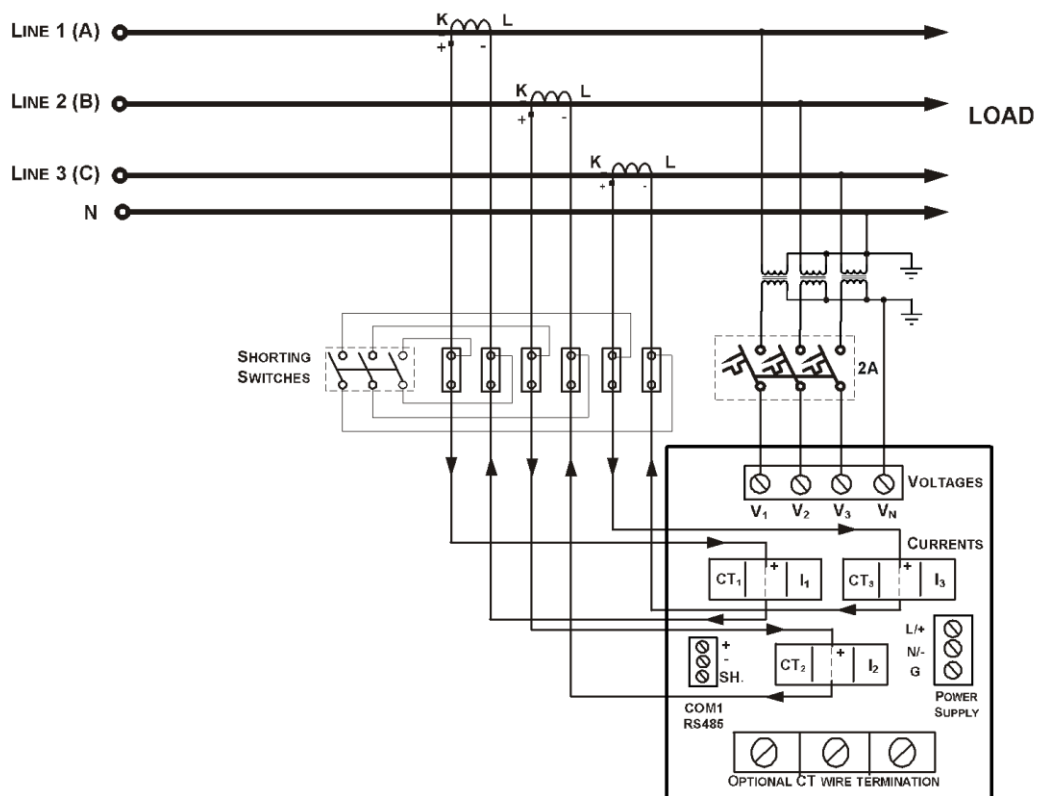 K L
LINE 1 (A)
+ -
K L
LINE 2 (B)
+ -
LOAD
K L
LINE 3 (C)
+ -
N
SHORTING
SWITCHES
2A
VOLTAGES
V1 V2 V3 VN
CURRENTS
CT1 + I1
CT3 + I3
L/+
N/-
G
POWER
SUPPLY
+
-
SH.
COM1
RS485
CT2 + I2
OPTIONAL CT WIRE TERMINATION